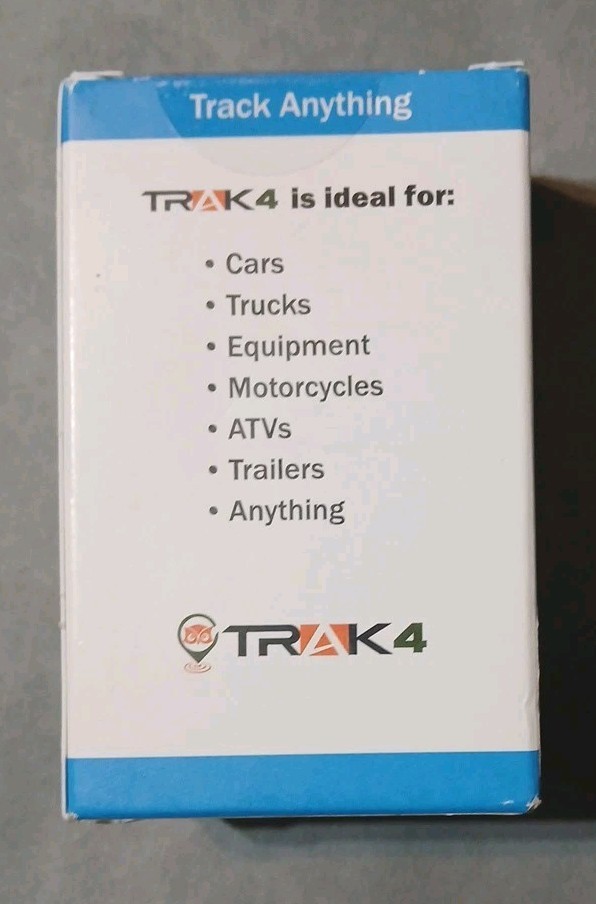 Track Anything
TRAK4 is ideal for:
• Cars
• Trucks
• Equipment
• Motorcycles
• ATVs
• Trailers
• Anything
TRAK4